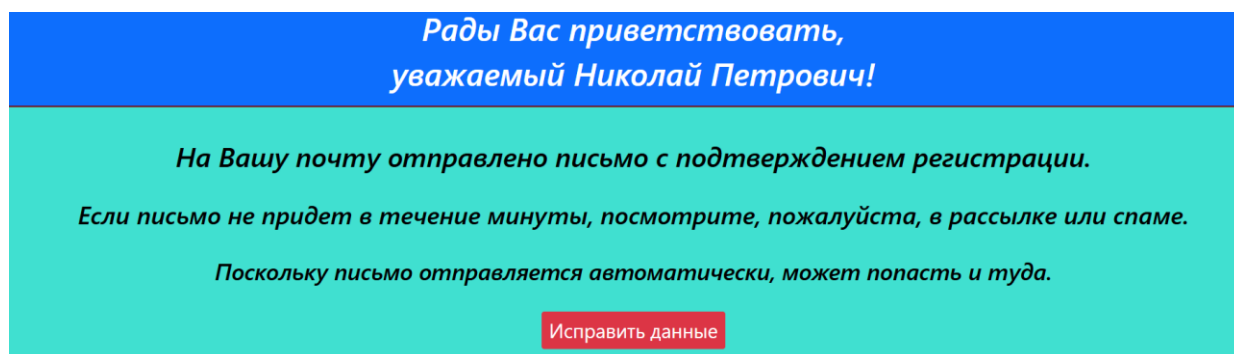 Рады Вас приветствовать,
уважаемый Николай Петрович!
На Вашу почту отправлено письмо с подтверждением регистрации.
Если письмо не придет в течение минуты, посмотрите, пожалуйста, в рассылке или спаме.
Поскольку письмо отправляется автоматически, может попасть и туда.
Исправить данные